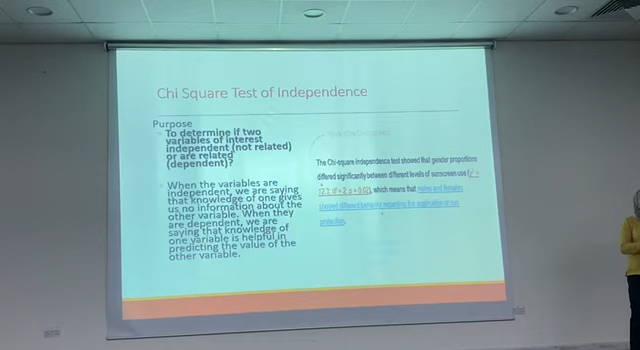 Chi Square Test of Independence
Purpose
To determine if two
variables of interest
independent (not related)
or are related
(dependent)?
When the variables are
independent, we are saying
that knowledge of one gives
us no information about the
other variable. When they
are dependent, we are
saying that knowledge of
one variable is helpful in
predicting the value of the
other variable.
The Chi-square independence test showed that gender proportions
differed significantly between different levels of sunscreen use
which means that males and females
showed different behavior regarding the application of sun
protection.